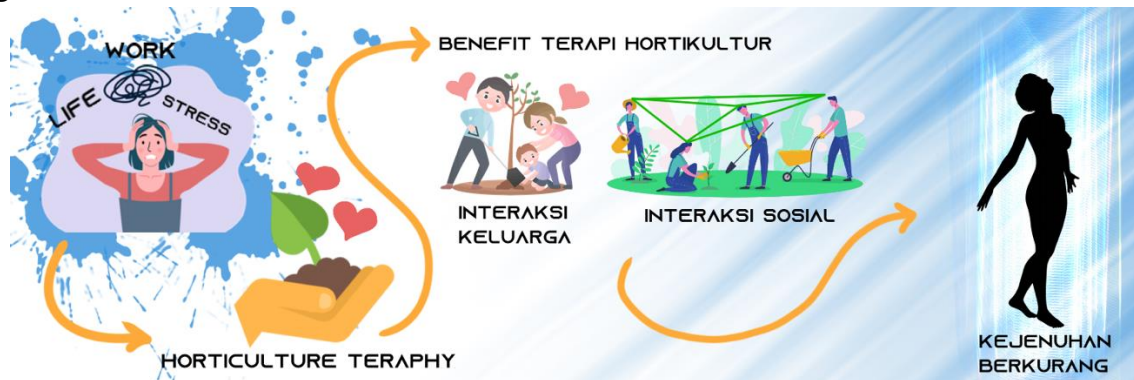 WORK
LIFE
STRESS
HORTICULTURE TERAPHY
BENEFIT TERAPI HORTIKULTUR
INTERAKSI
KELUARGA
INTERAKSI SOSIAL
KEJENUHAN
BERKURANG